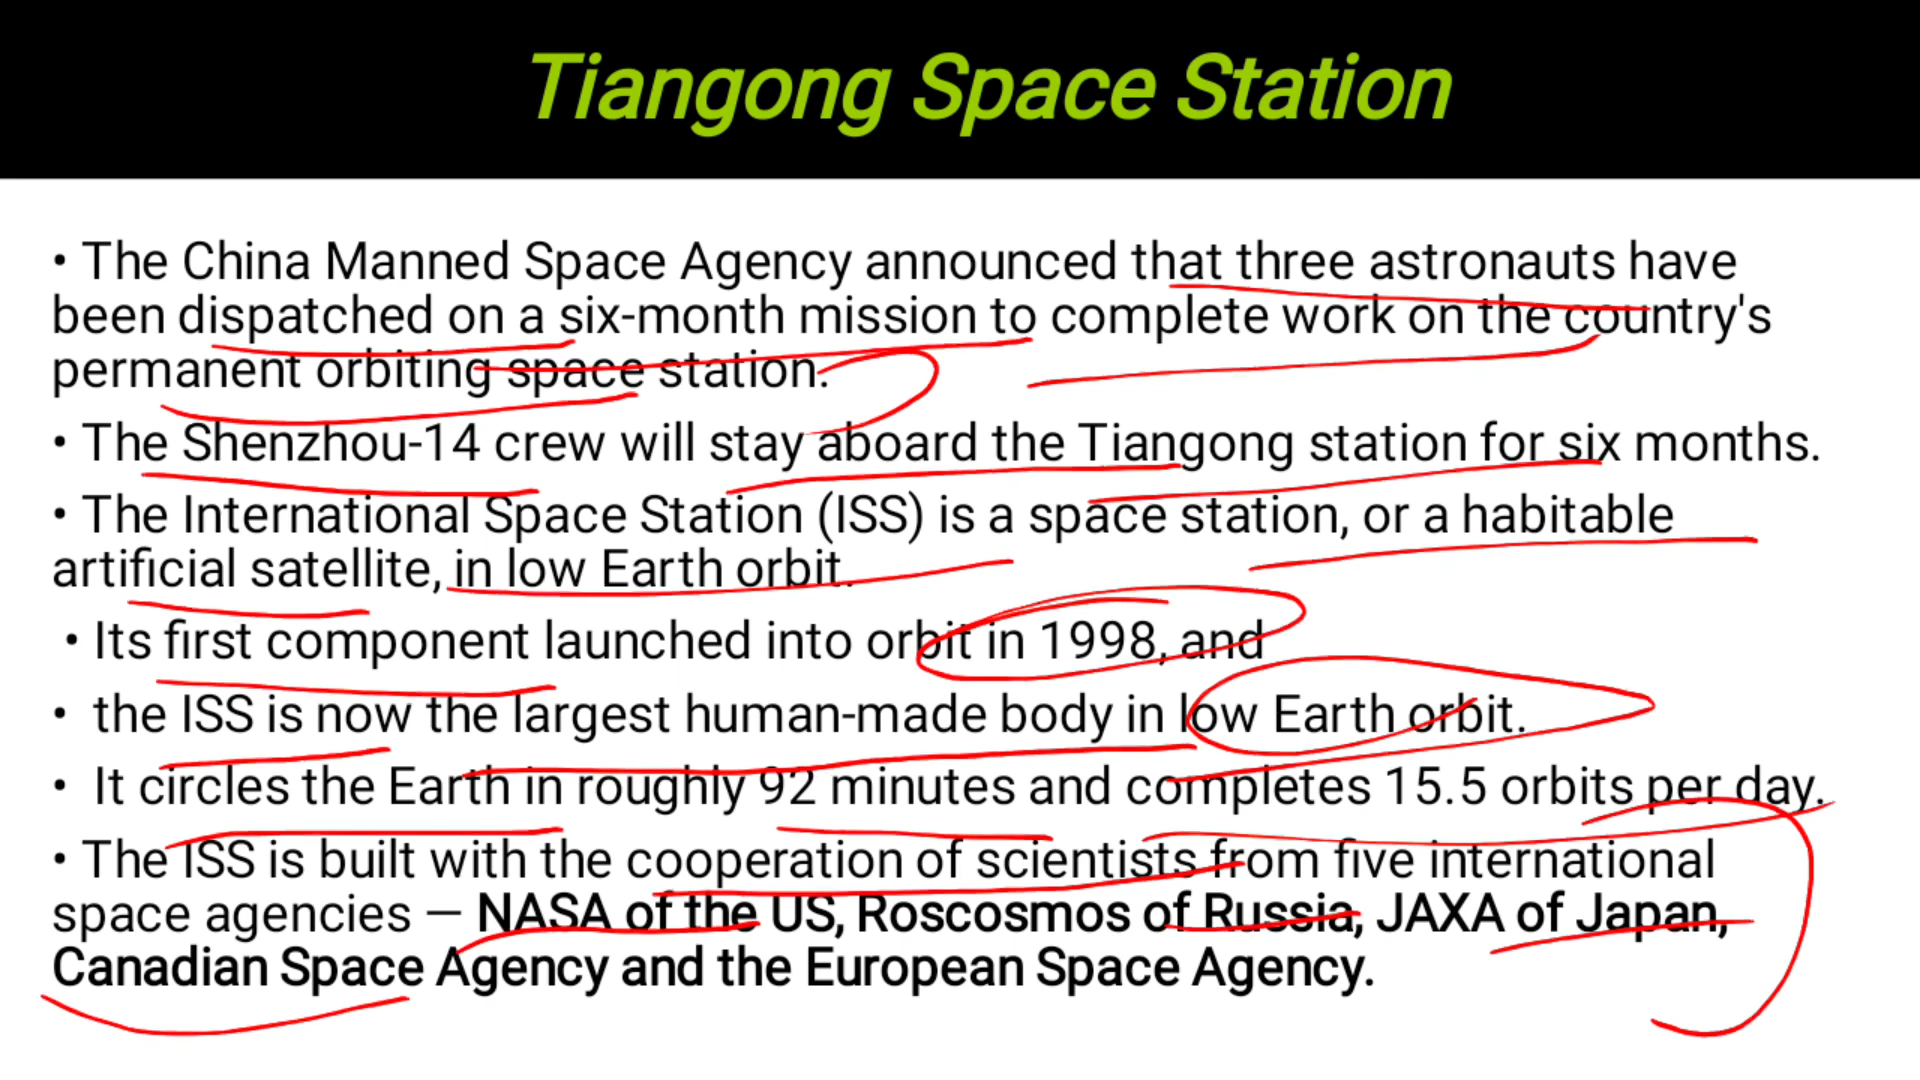 Tiangong Space Station
• The China Manned Space Agency announced that three astronauts have
been dispatched on a six-month mission to complete work on the country's
permanent orbiting space station.
• The Shenzhou-14 crew will stay aboard the Tiangong station for six months.
• The International Space Station (ISS) is a space station, or a habitable
artificial satellite, in low Earth orbit.
• Its first component launched into orbit in 1998, and
• the ISS is now the largest human-made body in low Earth orbit.
• It circles the Earth in roughly 92 minutes and completes 15.5 orbits per day.
• The ISS is built with the cooperation of scientists from five international
space agencies — NASA of the US, Roscosmos of Russia, JAXA of Japan,
Canadian Space Agency and the European Space Agency.